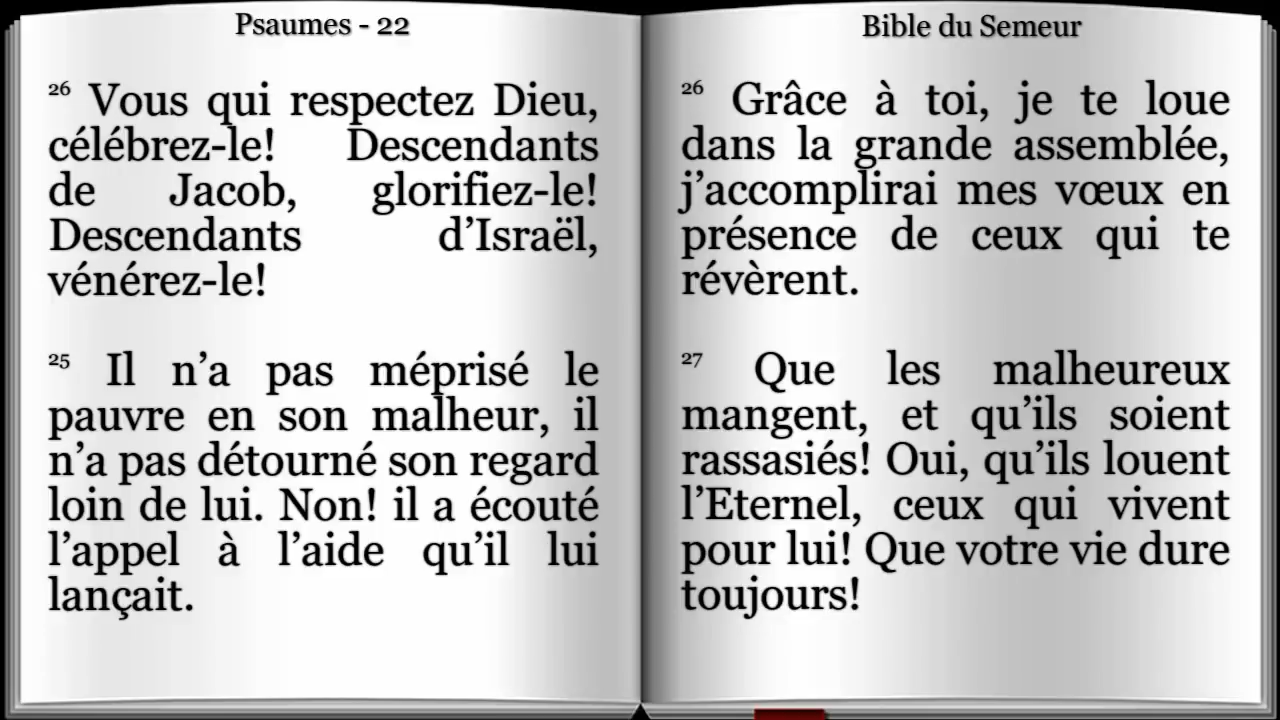 Psaumes - 22
26 Vous qui respectez Dieu,
célébrez-le! Descendants
de Jacob, glorifiez-le!
Descendants d’Israël,
vénérez-le!
25 Il n’a pas méprisé le
pauvre en son malheur, il
n’a pas détourné son regard
loin de lui. Non! il a écouté
l’appel à l’aide qu’il lui
lançait.
Bible du Semeur
26 Grâce à toi, je te loue
dans la grande assemblée,
j’accomplirai mes vœux en
présence de ceux qui te
révèrent.
27 Que les malheureux
mangent, et qu’ils soient
rassasiés! Oui, qu’ils louent
l’Eternel, ceux qui vivent
pour lui! Que votre vie dure
toujours!